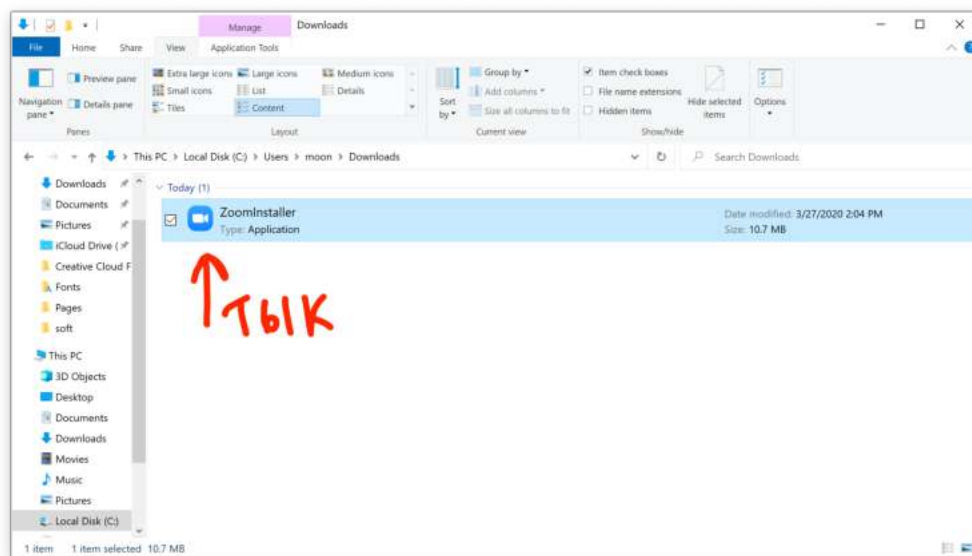 Manage
Downloads
File
Home
Share
View
Application Tools
Navigation pane
Preview pane
Details pane
Panes
Extra large icons
Large icons
Medium icons
Small icons
List
Details
Tiles
Content
Layout
Sort by
Group by
Add columns
Size all columns to fit
Current view
Item check boxes
File name extensions
Hidden items
Hide selected items
Show/hide
Options
This PC > Local Disk (C:) > Users > moon > Downloads
Search Downloads
Downloads
Documents
Pictures
iCloud Drive (
Creative Cloud F
Fonts
Pages
soft
This PC
3D Objects
Desktop
Documents
Downloads
Movies
Music
Pictures
Local Disk (C:)
Today (1)
ZoomInstaller
Type: Application
Date modified: 3/27/2020 2:04 PM
Size: 10.7 MB
тык
1 item
1 item selected 10.7 MB